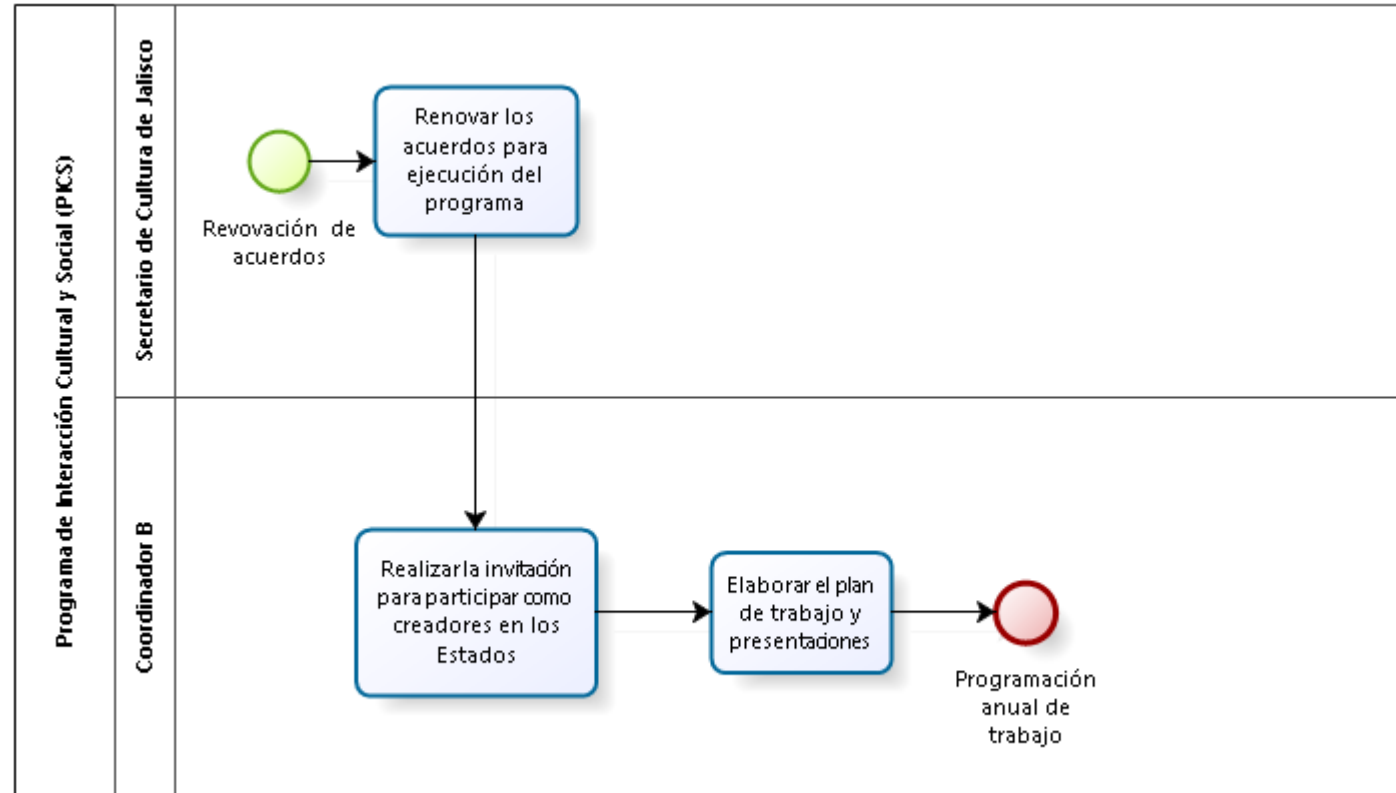 Programa de Interacción Cultural y Social (PICS)
Secretario de Cultura de Jalisco
Revovación de
acuerdos
Renovar los
acuerdos para
ejecución del
programa
Coordinador B
Realizar la invitación
para participar como
creadores en los
Estados
Elaborar el plan
de trabajo y
presentaciones
Programación
anual de
trabajo